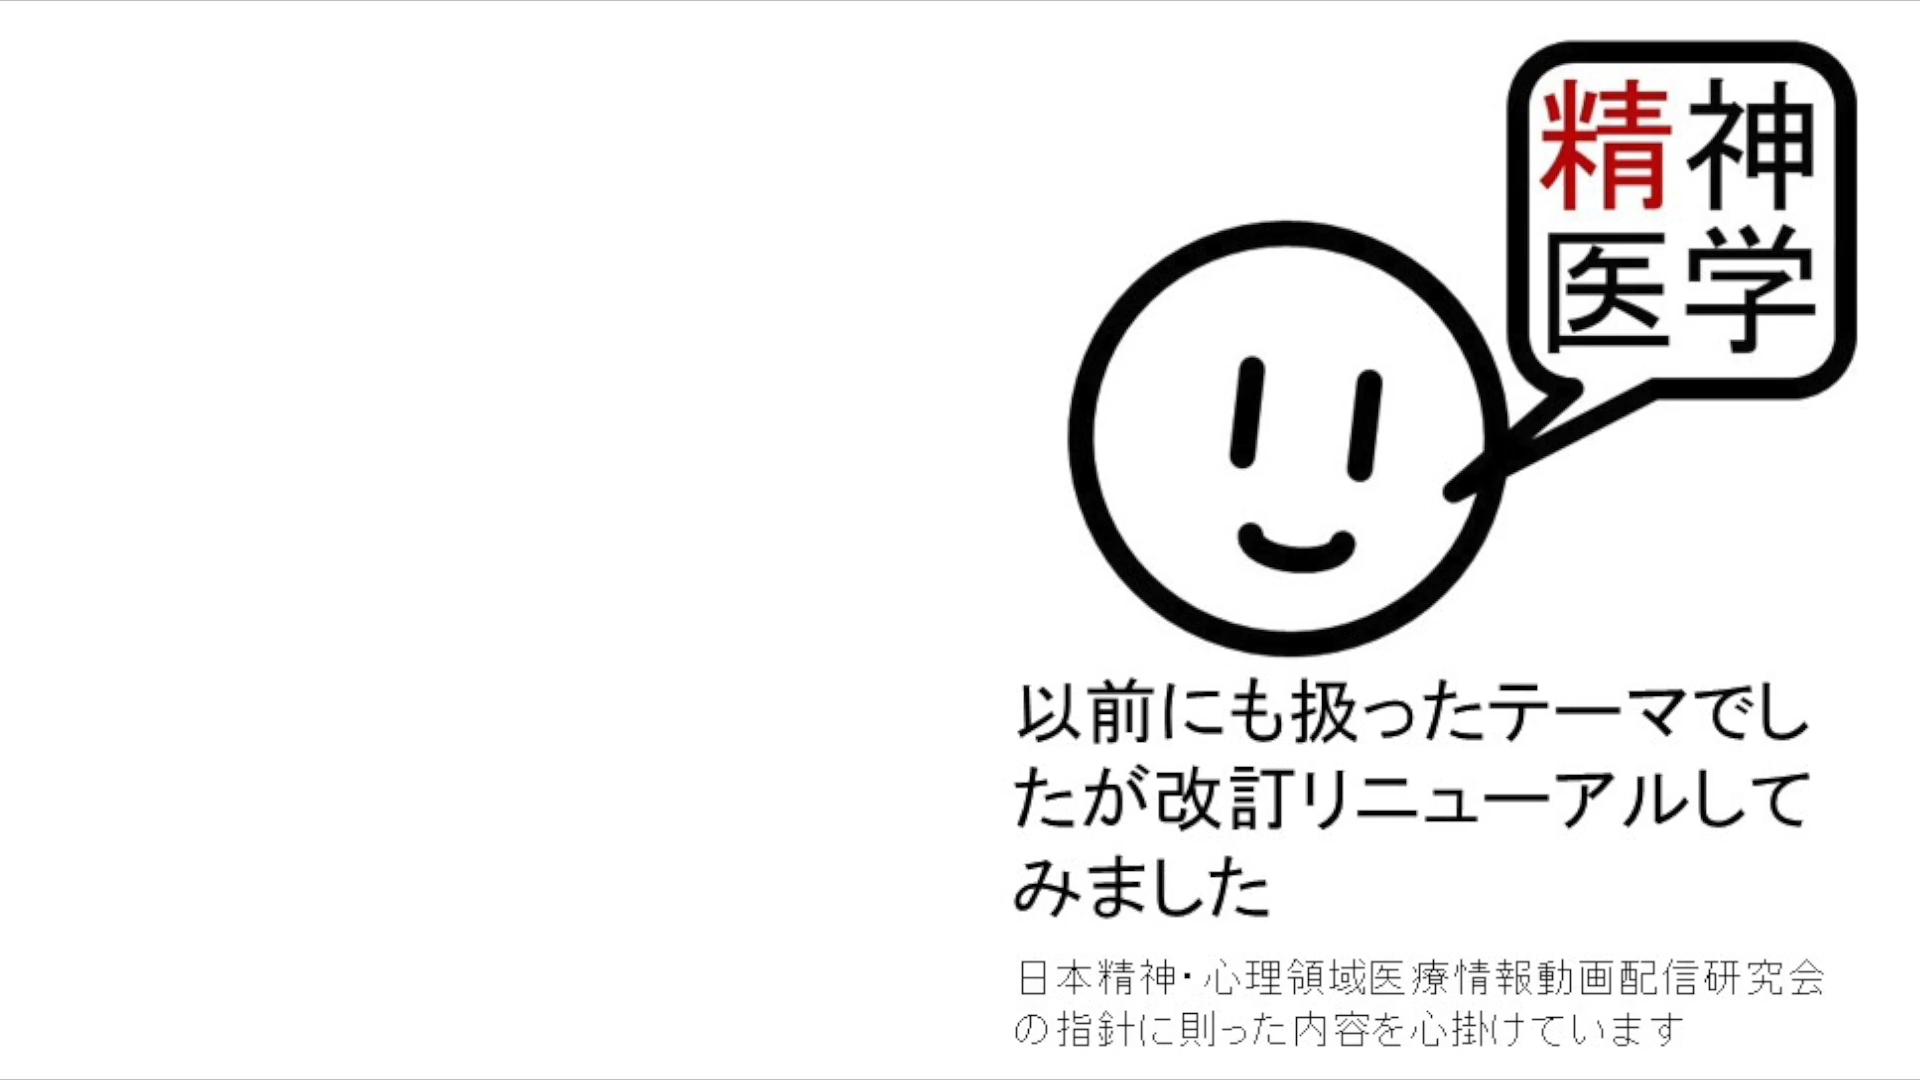 精神
医学
以前にも扱ったテーマでし
たが改訂リニューアルして
みました
日本精神・心理領域医療情報動画配信研究会
の指針に則った内容を心掛けています